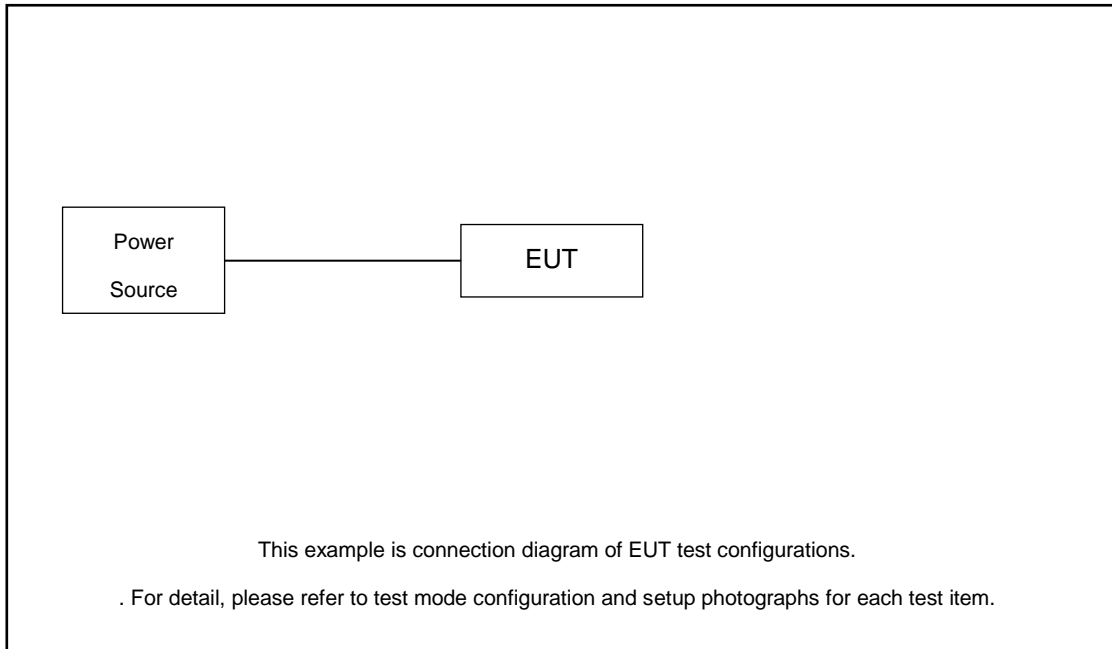 Power
Source
EUT
This example is connection diagram of EUT test configurations.
. For detail, please refer to test mode configuration and setup photographs for each test item.